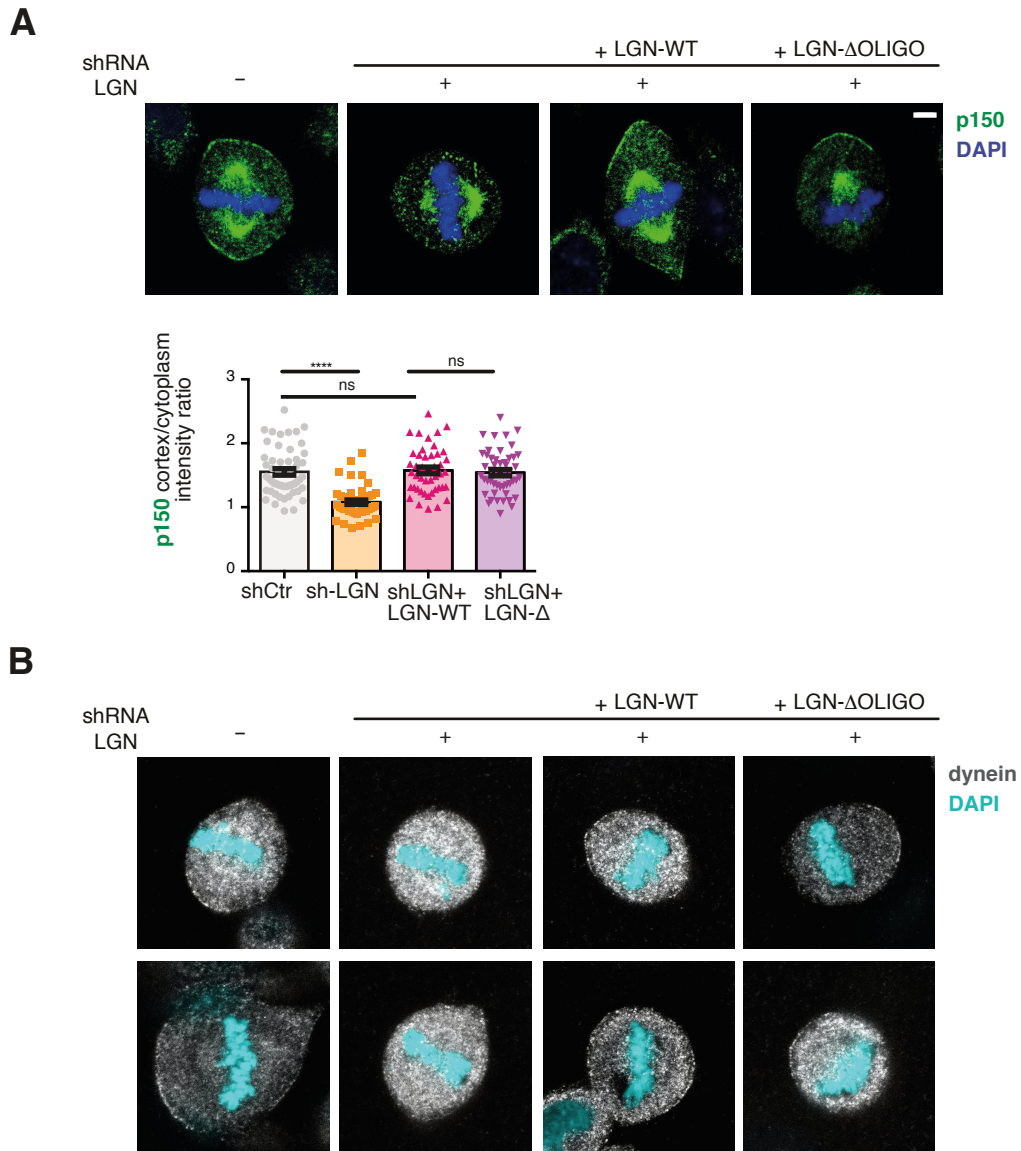 A
shRNA
LGN
+ LGN-WT
+ LGN-ΔOLIGO
– + + +
p150
DAPI
p150 cortex/cytoplasm
intensity ratio
3
2
1
0
****
ns
ns
shCtr sh-LGN shLGN+ shLGN+
LGN-WT LGN-Δ
B
shRNA
LGN
+ LGN-WT
+ LGN-ΔOLIGO
– + + +
dynein
DAPI